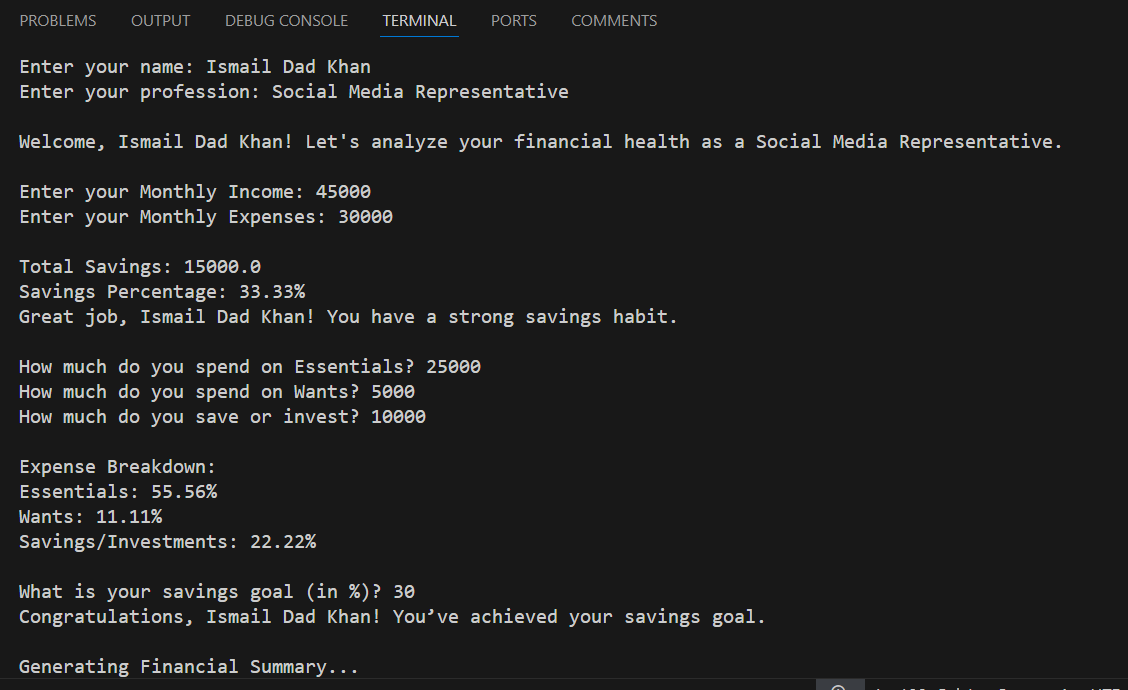 PROBLEMS OUTPUT DEBUG CONSOLE TERMINAL PORTS COMMENTS
Enter your name: Ismail Dad Khan
Enter your profession: Social Media Representative
Welcome, Ismail Dad Khan! Let's analyze your financial health as a Social Media Representative.
Enter your Monthly Income: 45000
Enter your Monthly Expenses: 30000
Total Savings: 15000.0
Savings Percentage: 33.33%
Great job, Ismail Dad Khan! You have a strong savings habit.
How much do you spend on Essentials? 25000
How much do you spend on Wants? 5000
How much do you save or invest? 10000
Expense Breakdown:
Essentials: 55.56%
Wants: 11.11%
Savings/Investments: 22.22%
What is your savings goal (in %)? 30
Congratulations, Ismail Dad Khan! You’ve achieved your savings goal.
Generating Financial Summary...